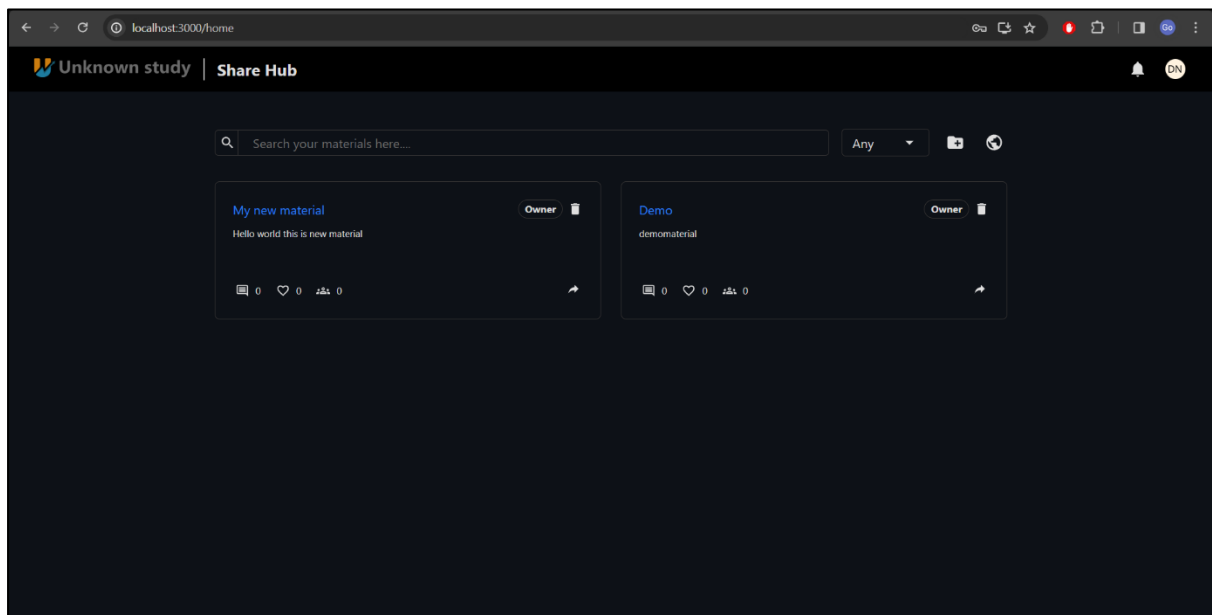 localhost:3000/home
Go
Unknown study | Share Hub
DN
Search your materials here....
Any
My new material
Owner
Hello world this is new material
0 0 0
Demo
Owner
demomaterial
0 0 0